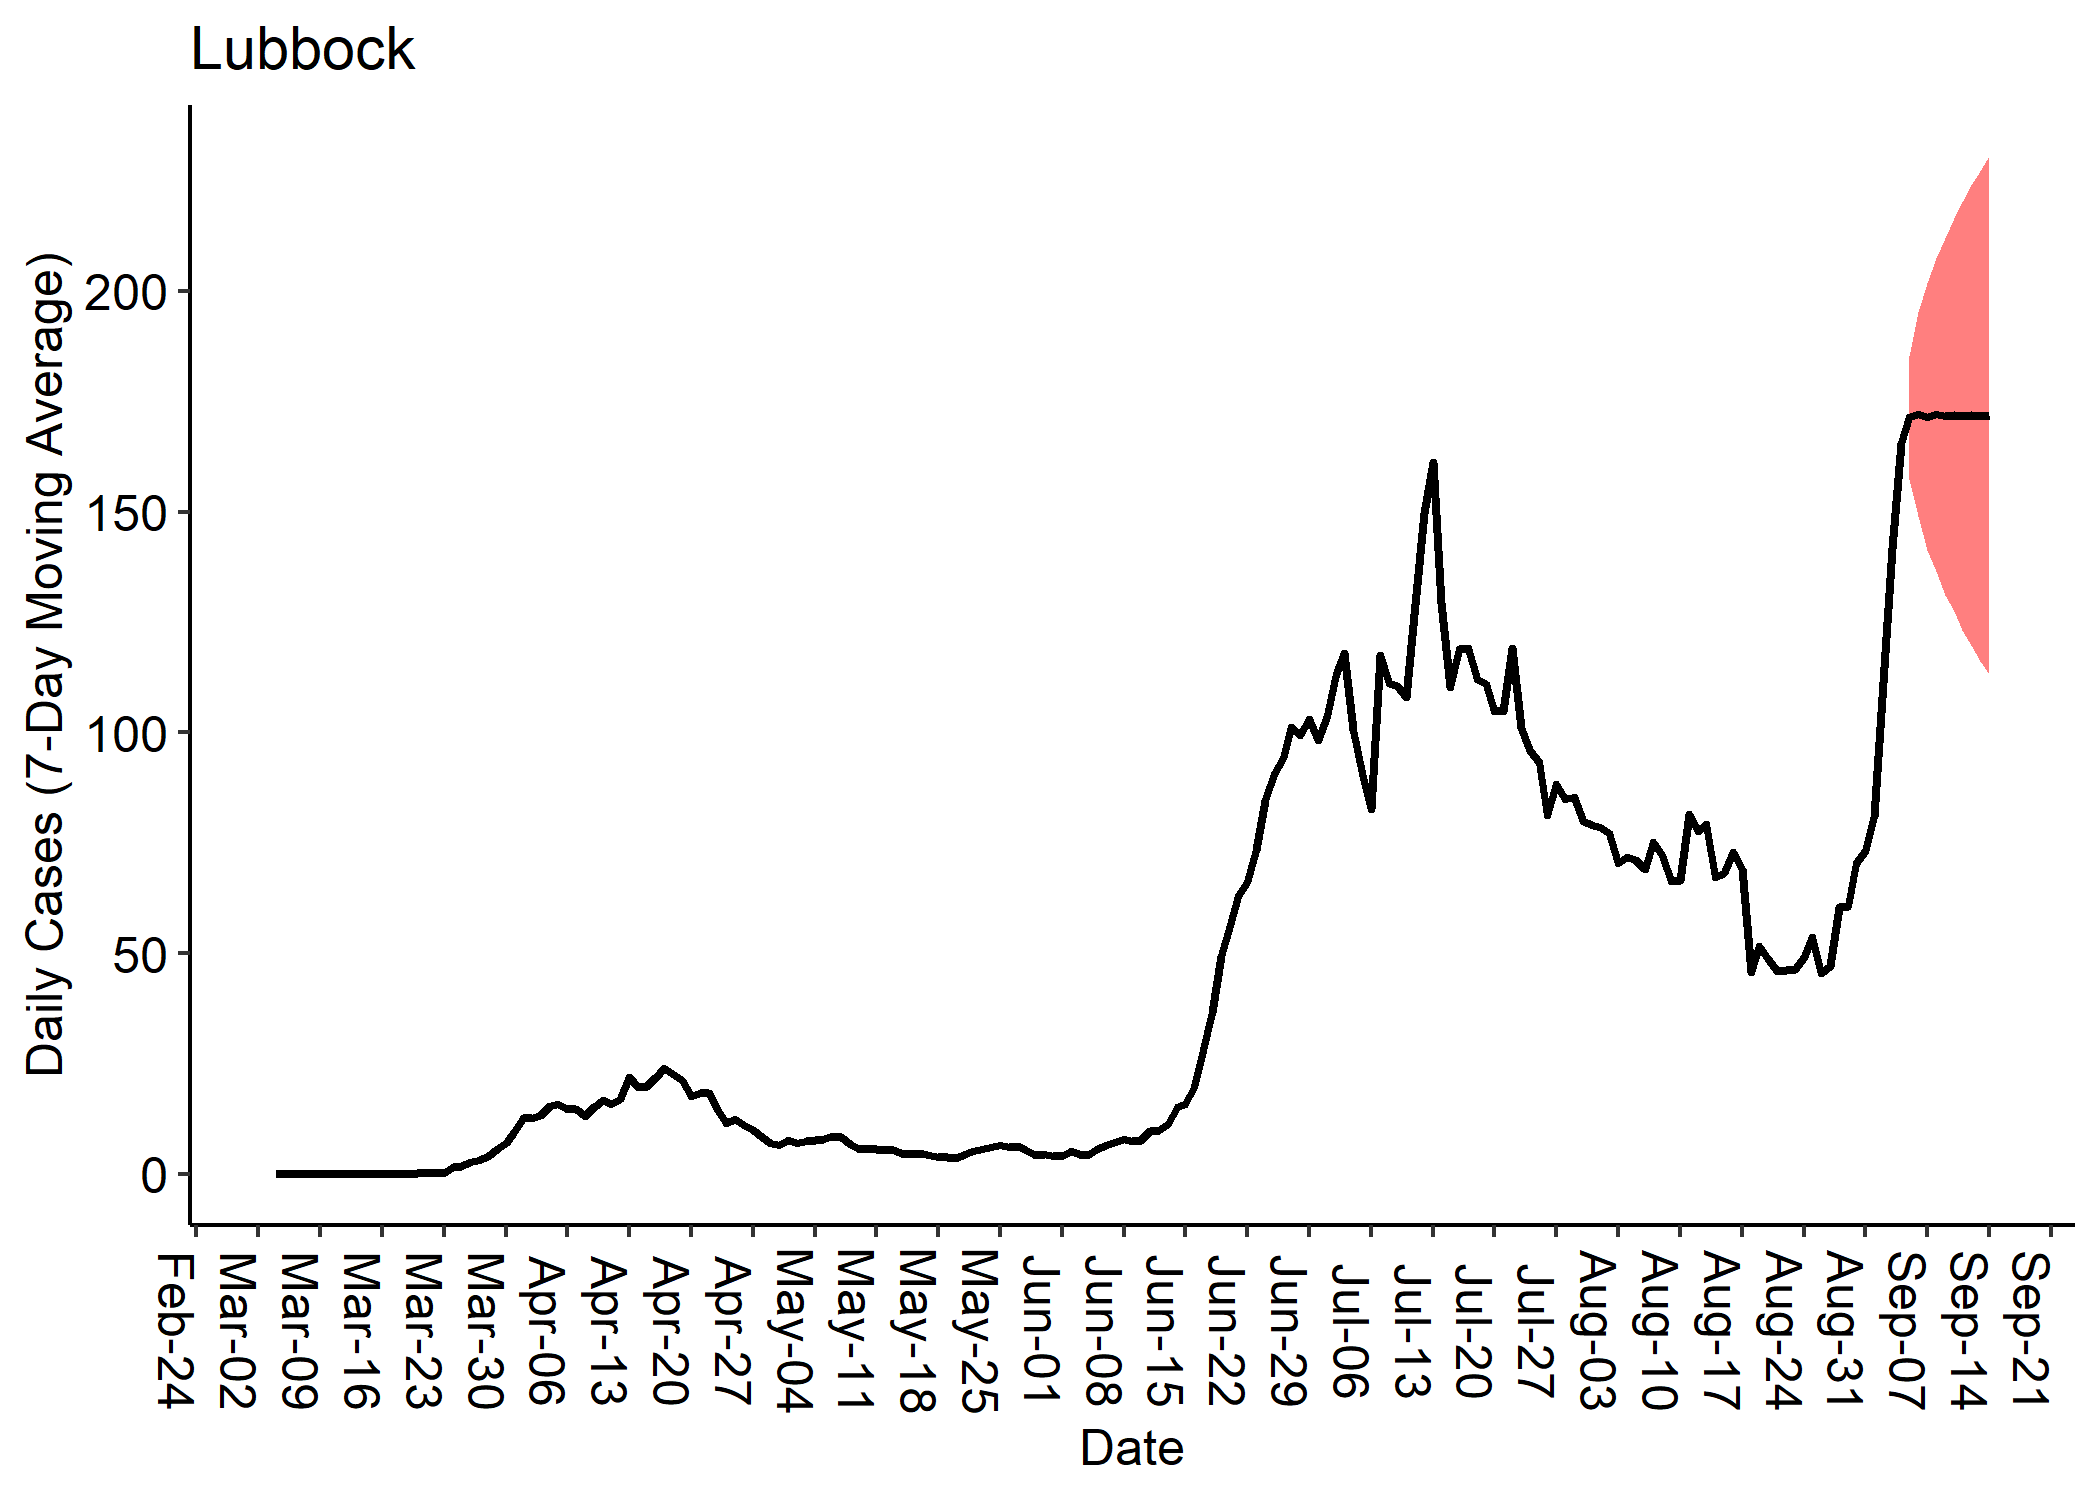 Lubbock
Daily Cases (7-Day Moving Average)
200
150
100
50
0
Feb-24
Mar-02
Mar-09
Mar-16
Mar-23
Mar-30
Apr-06
Apr-13
Apr-20
Apr-27
May-04
May-11
May-18
May-25
Jun-01
Jun-08
Jun-15
Jun-22
Jun-29
Jul-06
Jul-13
Jul-20
Jul-27
Aug-03
Aug-10
Aug-17
Aug-24
Aug-31
Sep-07
Sep-14
Sep-21
Date